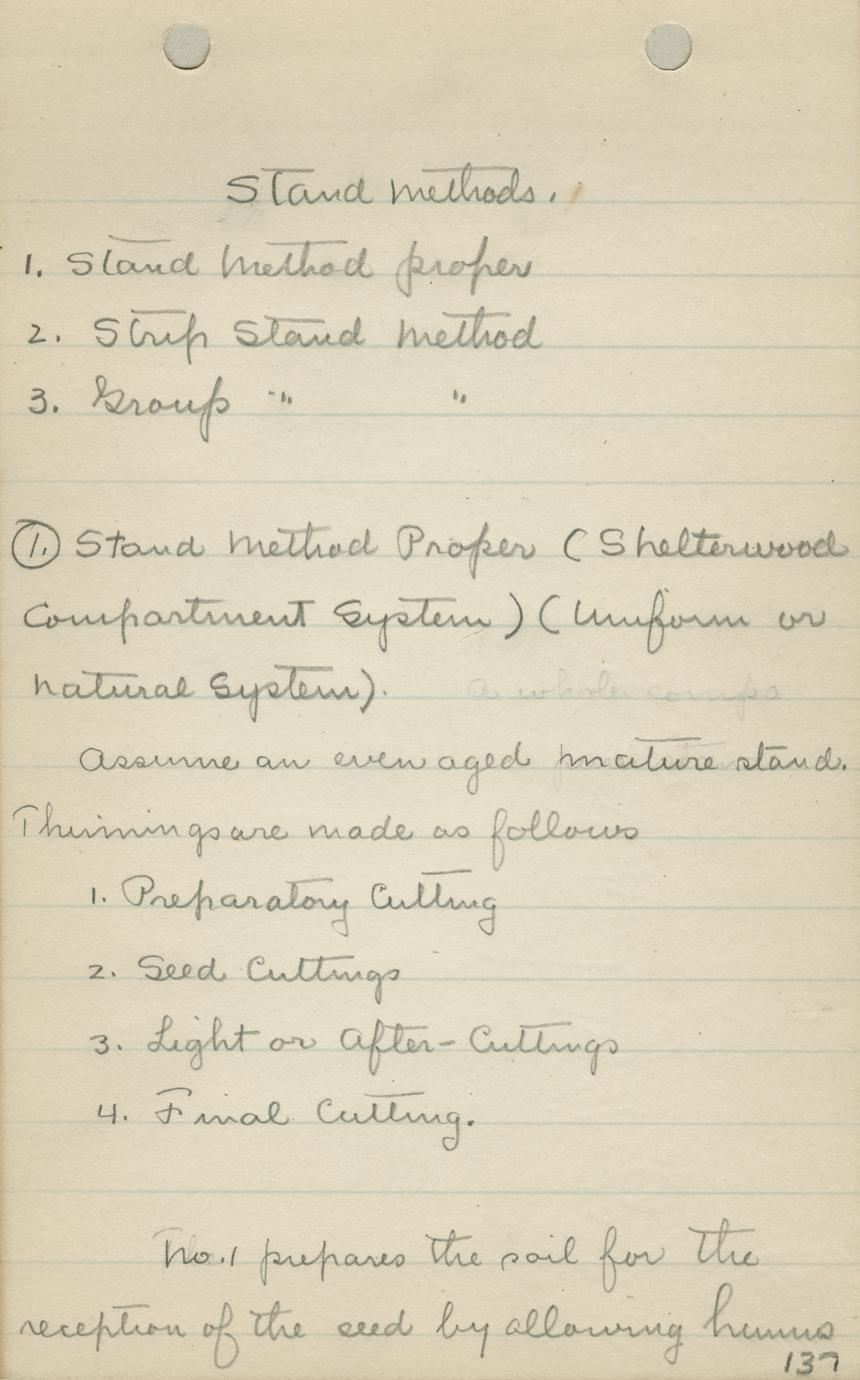 Stand Methods.
1. Stand Method proper
2. Strip Stand Method
3. Group " "
1. Stand Method Proper (Shelterwood
Compartment System) (Uniform or
Natural System). A whole compa
Assume an even aged mature stand.
Thinnings are made as follows
1. Preparatory Cutting
2. Seed Cuttings
3. Light or After-Cuttings
4. Final Cutting.
No. 1 prepares the soil for the
reception of the seed by allowing humus
137